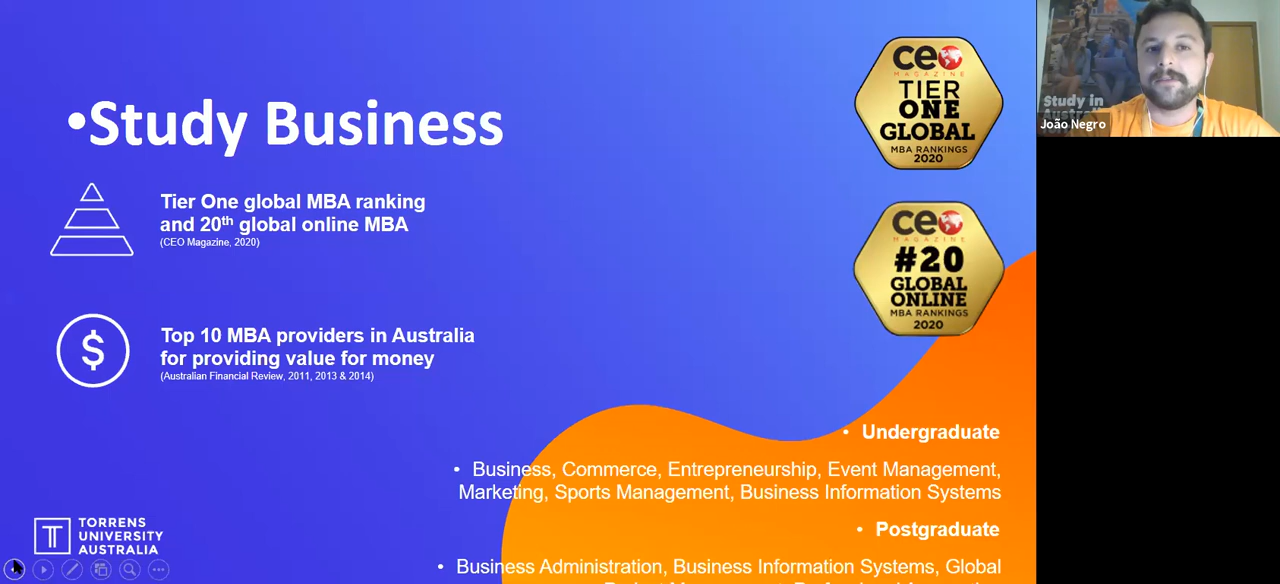 •Study Business
Tier One global MBA ranking
and 20th global online MBA
(CEO Magazine, 2020)
Top 10 MBA providers in Australia
for providing value for money
(Australian Financial Review, 2011, 2013 & 2014)
ceo
MAGAZINE
TIER
ONE
GLOBAL
MBA RANKINGS
2020
ceo
MAGAZINE
#20
GLOBAL
ONLINE
MBA RANKINGS
2020
• Undergraduate
• Business, Commerce, Entrepreneurship, Event Management,
Marketing, Sports Management, Business Information Systems
• Postgraduate
• Business Administration, Business Information Systems, Global
TORRENS
UNIVERSITY
AUSTRALIA
Study in
João Negro